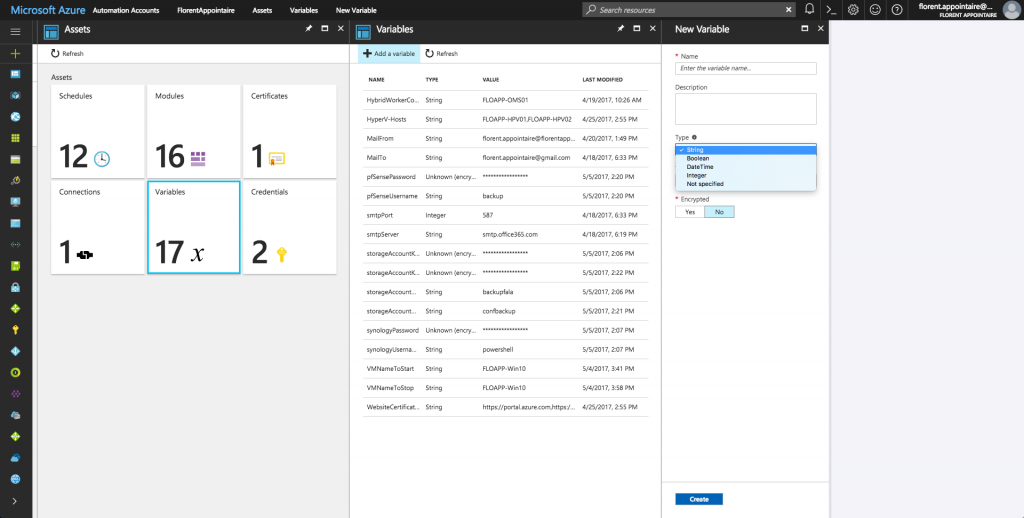 Microsoft Azure Automation Accounts FlorentAppointaire Assets Variables New Variable
Search resources
florent.appointaire@...
FLORENT APPOINTAIRE
Assets
Refresh
Assets
Schedules
12
Modules
16
Certificates
1
Connections
1
Variables
17 x
Credentials
2
Variables
Add a variable Refresh
NAME TYPE VALUE LAST MODIFIED
HybridWorkerCo... String FLOAPP-OMS01 4/19/2017, 10:26 AM
HyperV-Hosts String FLOAPP-HPV01,FLOAPP-HPV02 4/25/2017, 2:55 PM
MailFrom String florent.appointaire@florentapp... 4/20/2017, 1:49 PM
MailTo String florent.appointaire@gmail.com 4/18/2017, 6:33 PM
pfSensePassword Unknown (encry... **************** 5/5/2017, 2:20 PM
pfSenseUsername String backup 5/5/2017, 2:20 PM
smtpPort Integer 587 4/18/2017, 6:33 PM
smtpServer String smtp.office365.com 4/18/2017, 6:19 PM
storageAccountK... Unknown (encry... **************** 5/5/2017, 2:06 PM
storageAccountK... Unknown (encry... **************** 5/5/2017, 2:22 PM
storageAccount... String backupfala 5/5/2017, 2:06 PM
storageAccount... String confbackup 5/5/2017, 2:21 PM
synologyPassword Unknown (encry... **************** 5/5/2017, 2:07 PM
synologyUserna... String powershell 5/5/2017, 2:07 PM
VMNameToStart String FLOAPP-Win10 5/4/2017, 3:41 PM
VMNameToStop String FLOAPP-Win10 5/4/2017, 3:58 PM
WebsiteCertificat... String https://portal.azure.com,https:/... 4/25/2017, 2:55 PM
New Variable
* Name
Enter the variable name...
Description
Type
✓ String
Boolean
DateTime
Integer
Not specified
* Encrypted
Yes No
Create